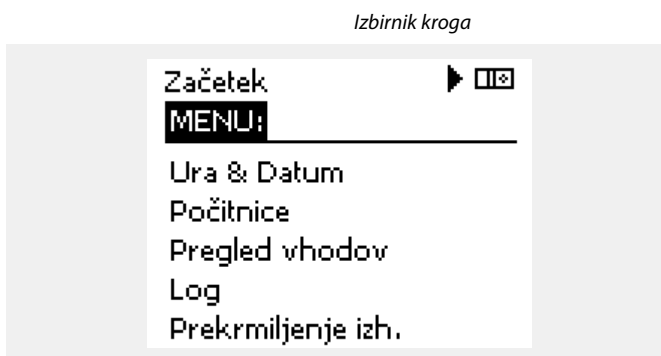 Izbirnik kroga
Začetek
MENU:
Ura & Datum
Počitnice
Pregled vhodov
Log
Prekrmiljenje izh.